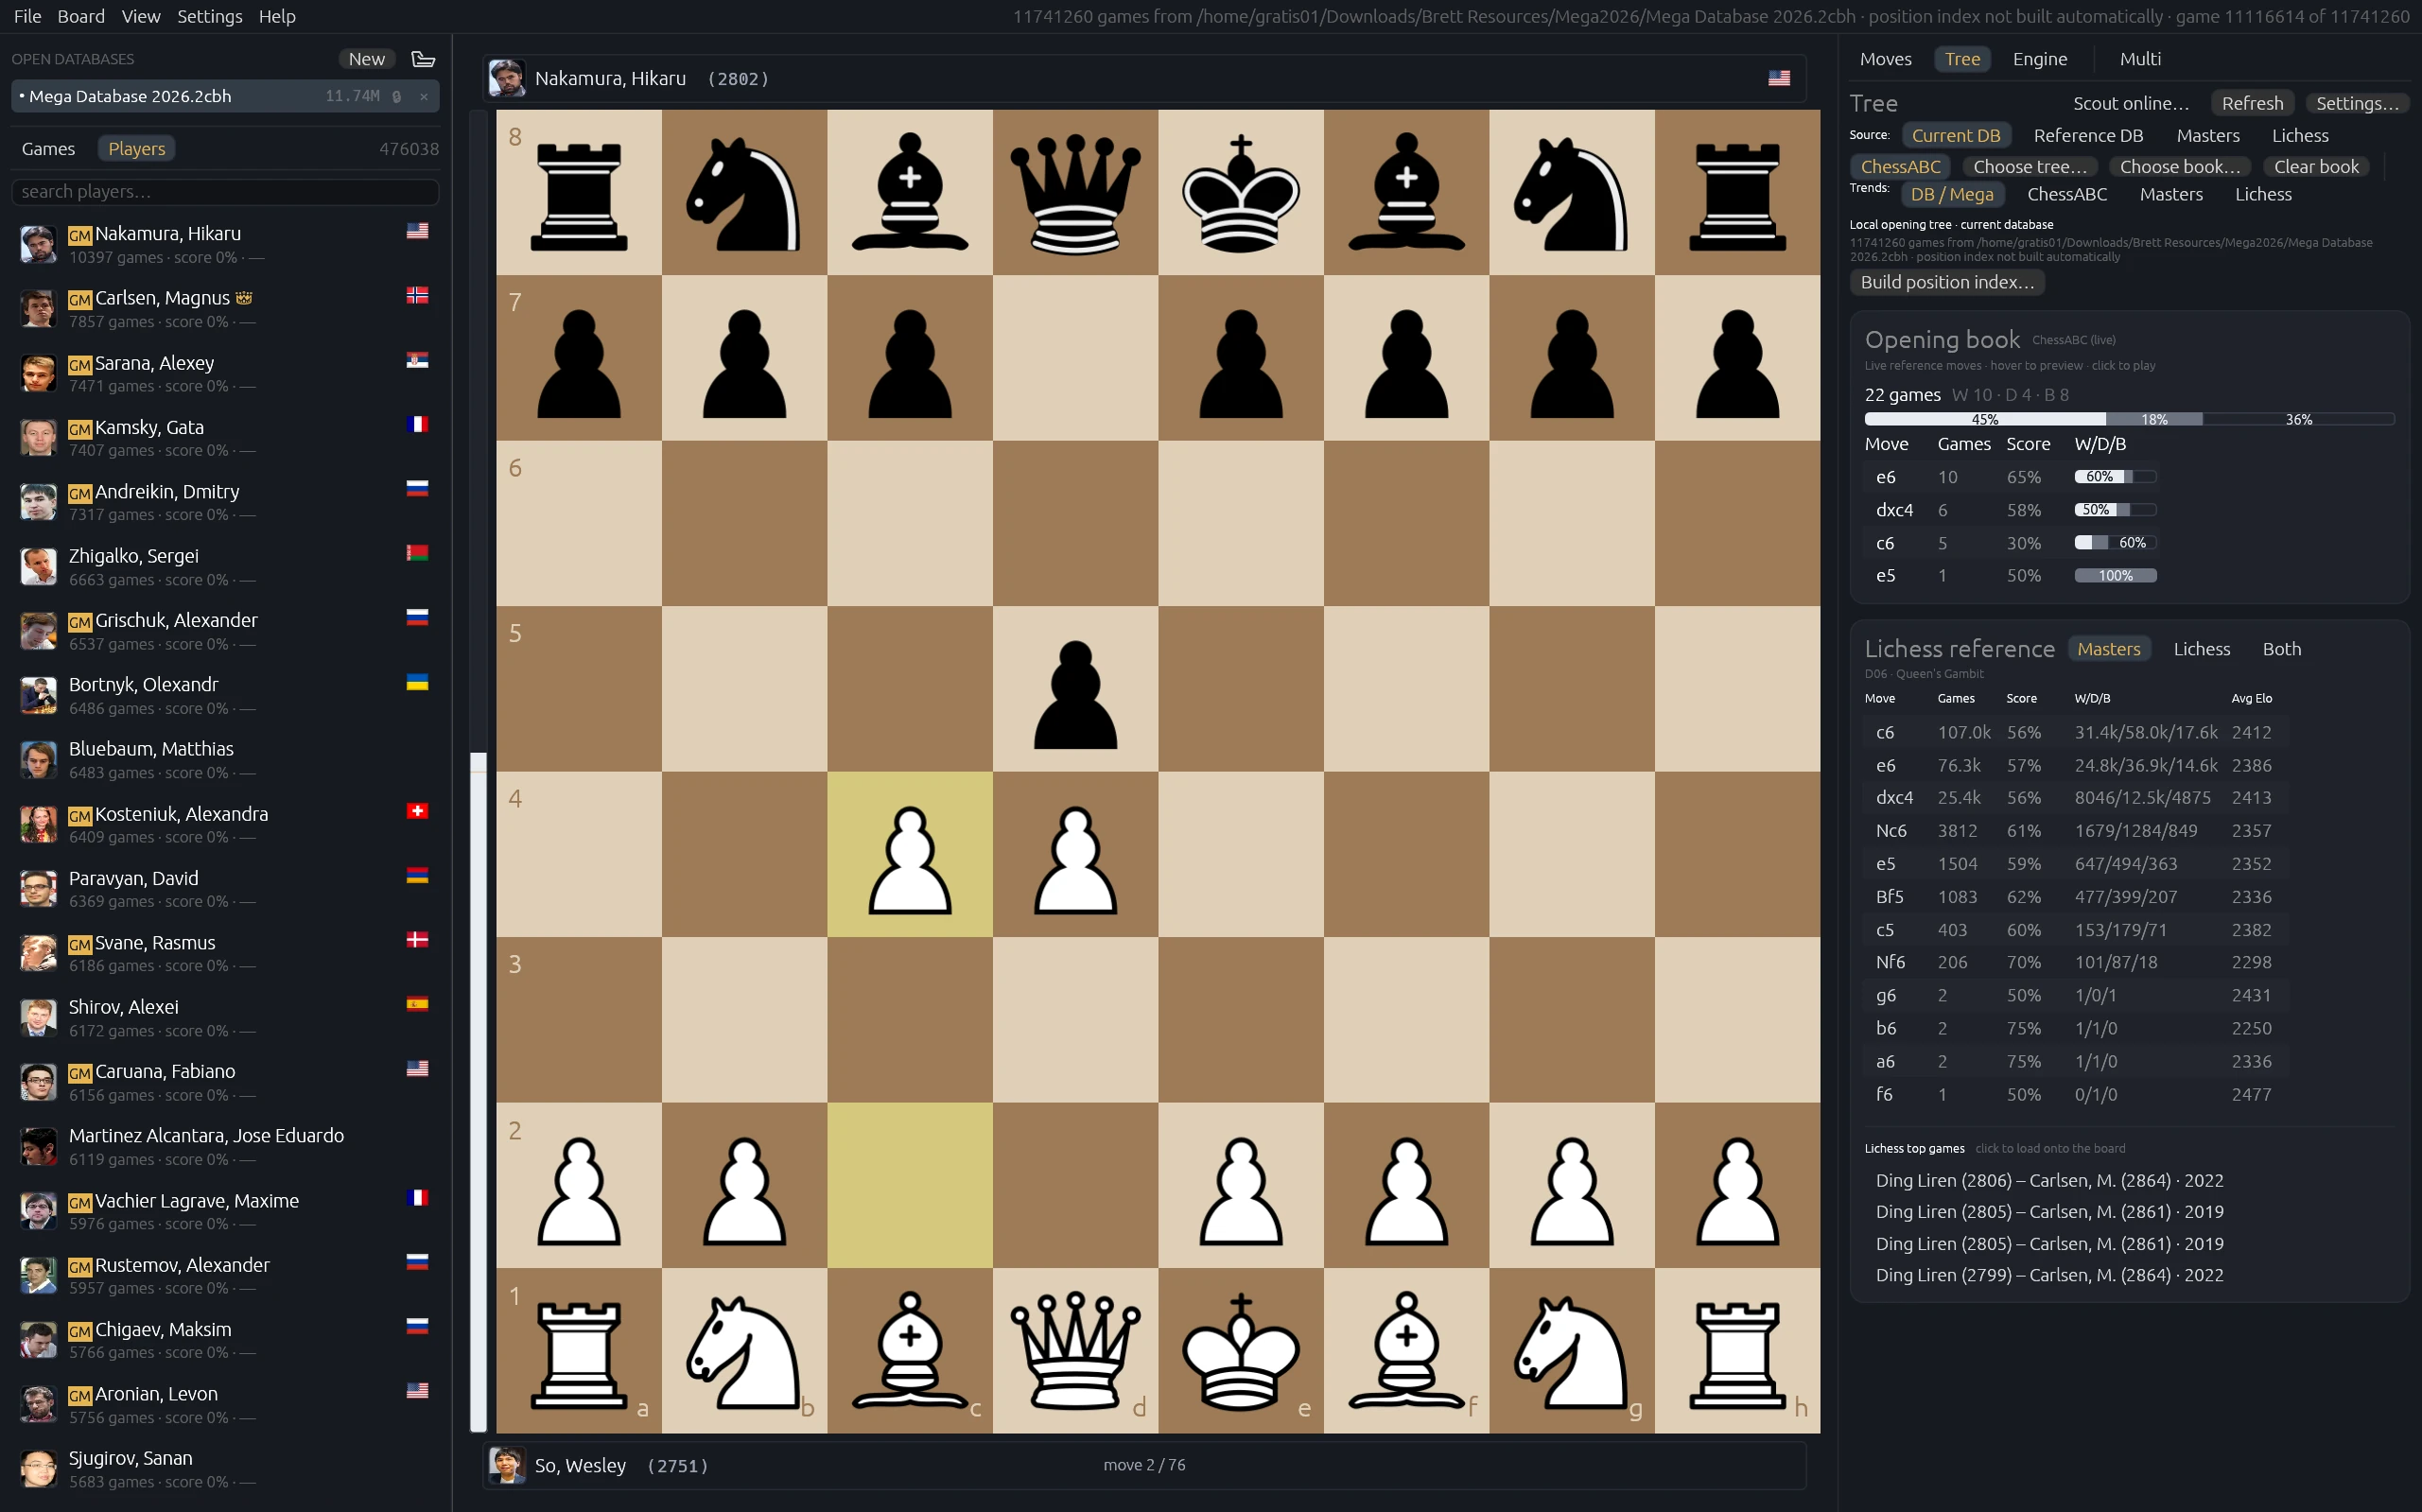 File Board View Settings Help
11741260 games from /home/gratis01/Downloads/Brett Resources/Mega2026/Mega Database 2026.2cbh · position index not built automatically · game 11116614 of 11741260
OPEN DATABASES New
• Mega Database 2026.2cbh 11.74M ×
Games Players 476038
search players…
GM Nakamura, Hikaru
10397 games · score 0% · —
GM Carlsen, Magnus
7857 games · score 0% · —
GM Sarana, Alexey
7471 games · score 0% · —
GM Kamsky, Gata
7407 games · score 0% · —
GM Andreikin, Dmitry
7317 games · score 0% · —
Zhigalko, Sergei
6663 games · score 0% · —
GM Grischuk, Alexander
6537 games · score 0% · —
Bortnyk, Olexandr
6486 games · score 0% · —
Bluebaum, Matthias
6483 games · score 0% · —
GM Kosteniuk, Alexandra
6409 games · score 0% · —
Paravyan, David
6369 games · score 0% · —
GM Svane, Rasmus
6186 games · score 0% · —
Shirov, Alexei
6172 games · score 0% · —
GM Caruana, Fabiano
6156 games · score 0% · —
Martinez Alcantara, Jose Eduardo
6119 games · score 0% · —
GM Vachier Lagrave, Maxime
5976 games · score 0% · —
GM Rustemov, Alexander
5957 games · score 0% · —
GM Chigaev, Maksim
5766 games · score 0% · —
GM Aronian, Levon
5756 games · score 0% · —
Sjugirov, Sanan
5683 games · score 0% · —
Nakamura, Hikaru (2802)
8
7
6
5
4
3
2
1
a b c d e f g h
So, Wesley (2751) move 2 / 76
Moves Tree Engine Multi
Tree Scout online… Refresh Settings…
Source: Current DB Reference DB Masters Lichess
ChessABC Choose tree… Choose book… Clear book
Trends: DB / Mega ChessABC Masters Lichess
Local opening tree · current database
11741260 games from /home/gratis01/Downloads/Brett Resources/Mega2026/Mega Database
2026.2cbh · position index not built automatically
Build position index…
Opening book ChessABC (live)
Live reference moves · hover to preview · click to play
22 games W 10 · D 4 · B 8
45% 18% 36%
Move Games Score W/D/B
e6 10 65% 60%
dxc4 6 58% 50%
c6 5 30% 60%
e5 1 50% 100%
Lichess reference Masters Lichess Both
D06 · Queen's Gambit
Move Games Score W/D/B Avg Elo
c6 107.0k 56% 31.4k/58.0k/17.6k 2412
e6 76.3k 57% 24.8k/36.9k/14.6k 2386
dxc4 25.4k 56% 8046/12.5k/4875 2413
Nc6 3812 61% 1679/1284/849 2357
e5 1504 59% 647/494/363 2352
Bf5 1083 62% 477/399/207 2336
c5 403 60% 153/179/71 2382
Nf6 206 70% 101/87/18 2298
g6 2 50% 1/0/1 2431
b6 2 75% 1/1/0 2250
a6 2 75% 1/1/0 2336
f6 1 50% 0/1/0 2477
Lichess top games click to load onto the board
Ding Liren (2806) – Carlsen, M. (2864) · 2022
Ding Liren (2805) – Carlsen, M. (2861) · 2019
Ding Liren (2805) – Carlsen, M. (2861) · 2019
Ding Liren (2799) – Carlsen, M. (2864) · 2022